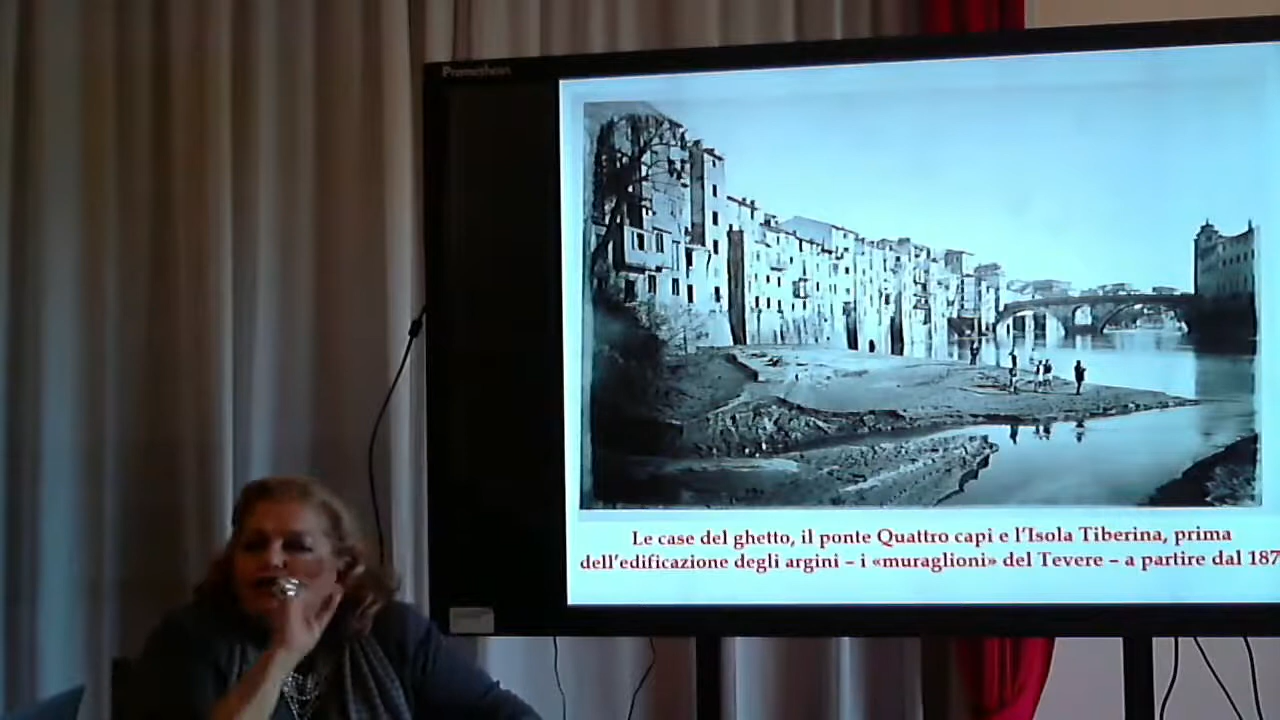 Promethean
Le case del ghetto, il ponte Quattro capi e l'Isola Tiberina, prima
dell'edificazione degli argini – i «muraglioni» del Tevere – a partire dal 187